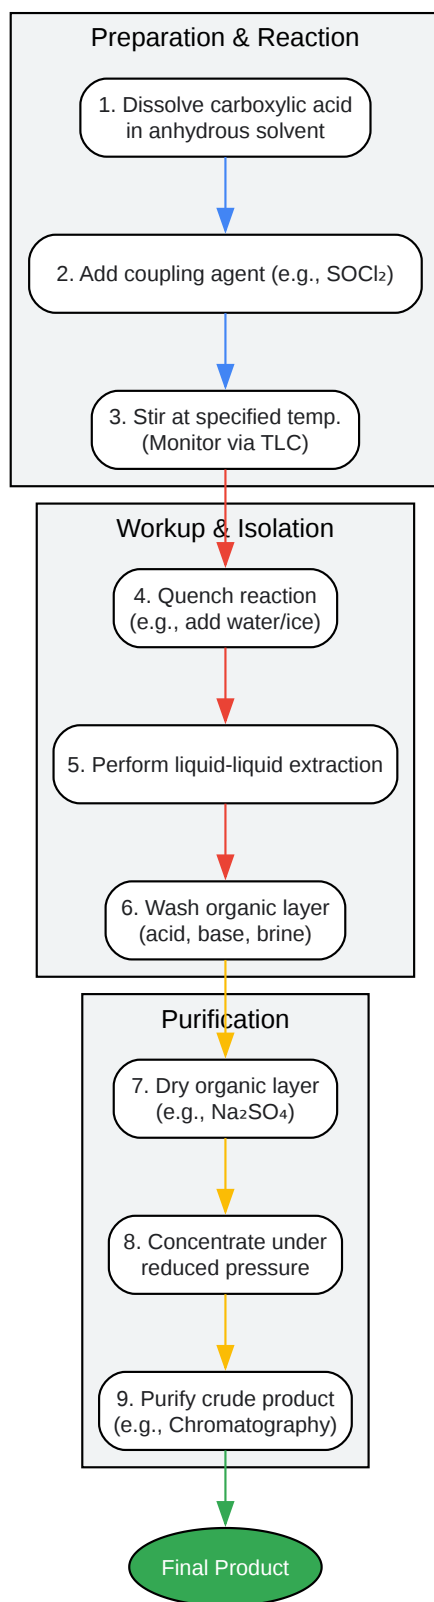 Preparation & Reaction
1. Dissolve carboxylic acid
in anhydrous solvent
2. Add coupling agent (e.g., SOCl₂)
3. Stir at specified temp.
(Monitor via TLC)
Workup & Isolation
4. Quench reaction
(e.g., add water/ice)
5. Perform liquid-liquid extraction
6. Wash organic layer
(acid, base, brine)
Purification
7. Dry organic layer
(e.g., Na₂SO₄)
8. Concentrate under
reduced pressure
9. Purify crude product
(e.g., Chromatography)
Final Product